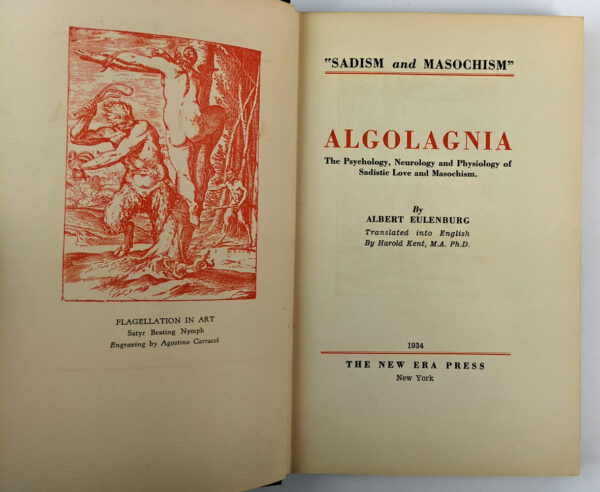 FLAGELLATION IN ART
Satyr Beating Nymph
Engraving by Agostino Carracci
"SADISM and MASOCHISM"
ALGOLAGNIA
The Psychology, Neurology and Physiology of
Sadistic Love and Masochism.
By
ALBERT EULENBURG
Translated into English
By Harold Kent, M.A. Ph.D.
1934
THE NEW ERA PRESS
New York